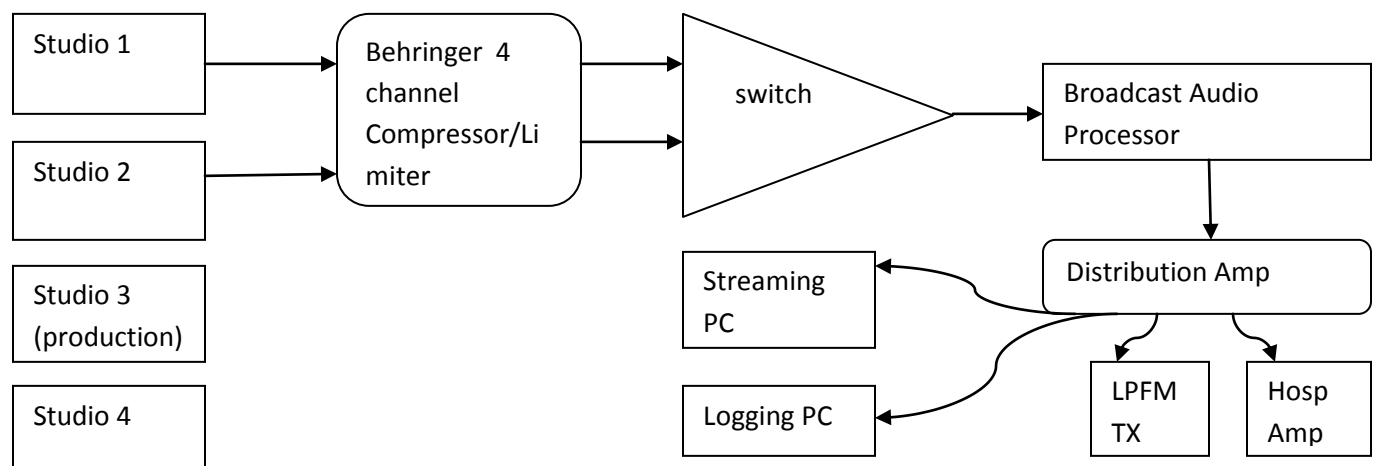 Studio 1
Behringer 4
channel
Compressor/Li
miter
switch
Broadcast Audio
Processor
Studio 2
Studio 3
(production)
Streaming
PC
Distribution Amp
Studio 4
Logging PC
LPFM
TX
Hosp
Amp